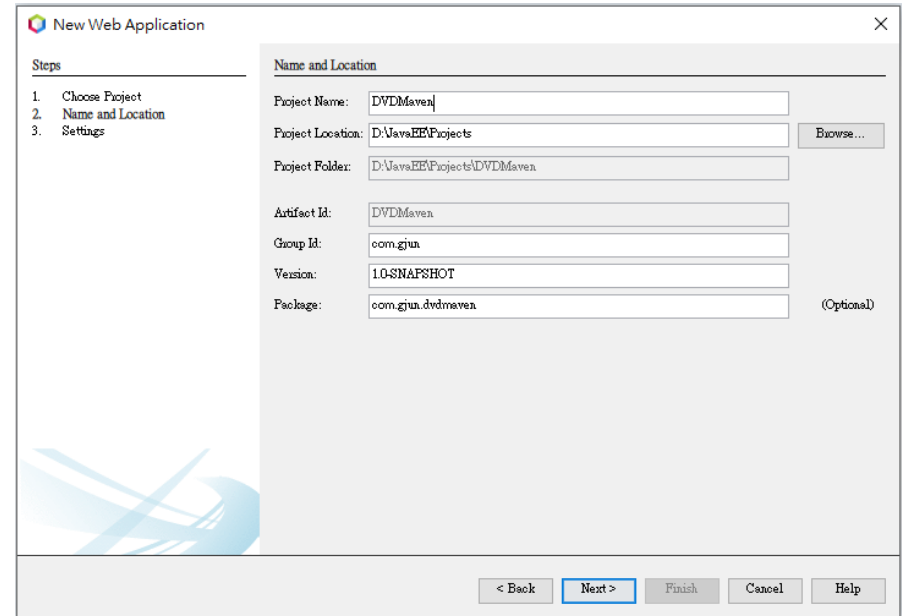 New Web Application
Steps
1. Choose Project
2. Name and Location
3. Settings
Name and Location
Project Name: DVDMaven
Project Location: D:\JavaEE\Projects Browse...
Project Folder: D:\JavaEE\Projects\DVDMaven
Artifact Id: DVDMaven
Group Id: com.gjun
Version: 1.0-SNAPSHOT
Package: com.gjun.dvdmaven (Optional)
< Back Next > Finish Cancel Help